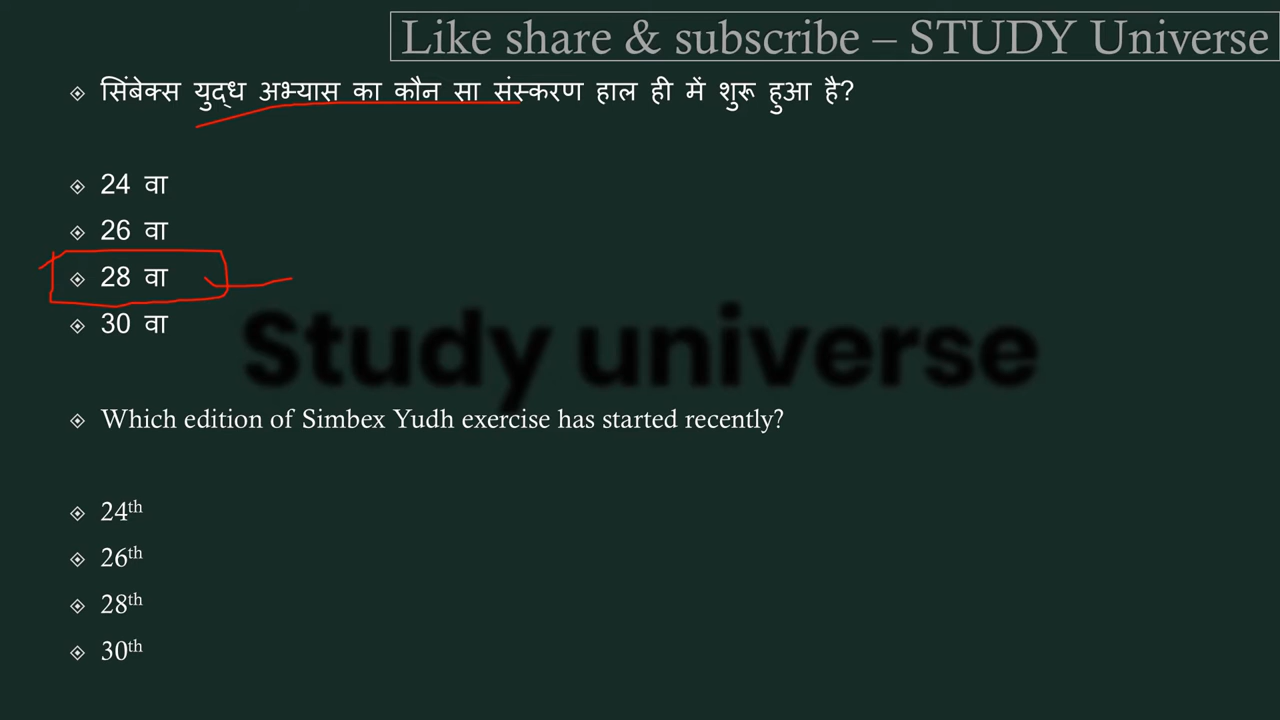 Like share & subscribe – STUDY Universe
सिंबेक्स युद्ध अभ्यास का कौन सा संस्करण हाल ही में शुरू हुआ है?
24 वा
26 वा
28 वा
30 वा
Study universe
Which edition of Simbex Yudh exercise has started recently?
24th
26th
28th
30th